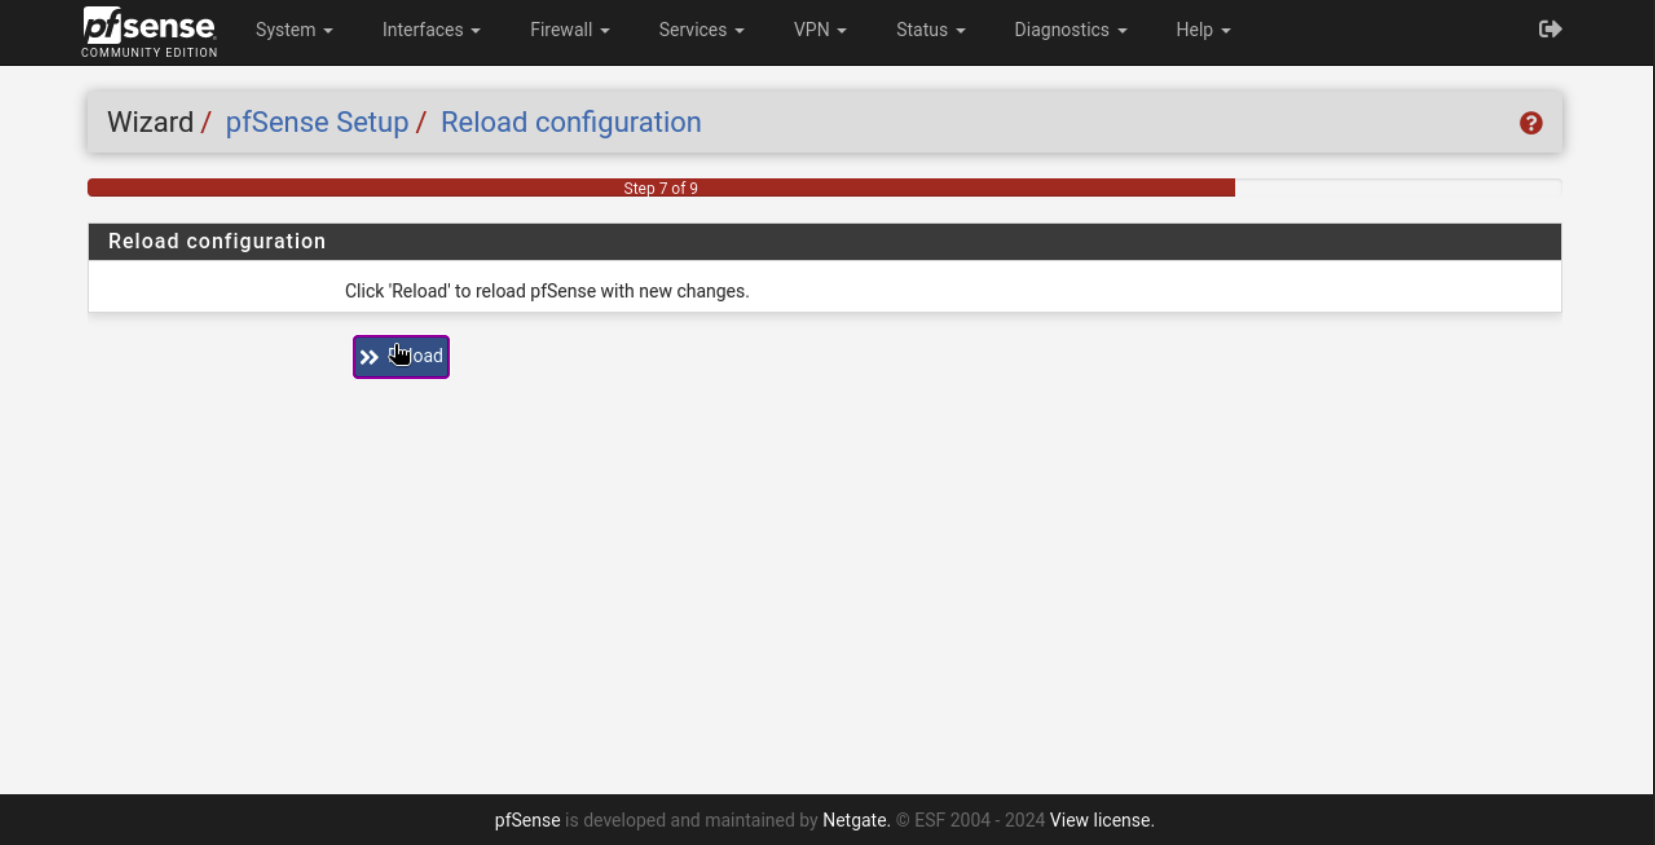 pfsense
COMMUNITY EDITION
System
Interfaces
Firewall
Services
VPN
Status
Diagnostics
Help
Wizard / pfSense Setup / Reload configuration
Step 7 of 9
Reload configuration
Click 'Reload' to reload pfSense with new changes.
pfSense is developed and maintained by Netgate. © ESF 2004 - 2024 View license.